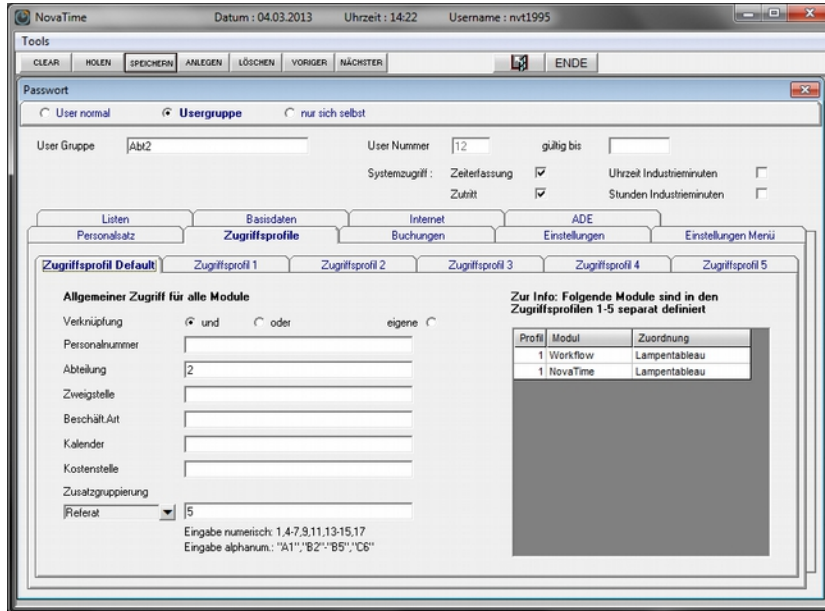 NovaTime Datum : 04.03.2013 Uhrzeit : 14:22 Username : nvt1995
Tools
CLEAR HOLEN SPEICHERN ANLEGEN LÖSCHEN VORIGER NÄCHSTER ENDE
Passwort
User normal Usergruppe nur sich selbst
User Gruppe Abt2 User Nummer 12 gültig bis
Systemzugriff : Zeiterfassung Uhrzeit Industrieminuten
Zutritt Stunden Industrieminuten
Listen Basisdaten Internet ADE
Personalsatz Zugriffsprofile Buchungen Einstellungen Einstellungen Menü
Zugriffsprofil Default Zugriffsprofil 1 Zugriffsprofil 2 Zugriffsprofil 3 Zugriffsprofil 4 Zugriffsprofil 5
Allgemeiner Zugriff für alle Module
Zur Info: Folgende Module sind in den
Zugriffsprofilen 1-5 separat definiert
Verknüpfung und oder eigene
Personalnummer
Abteilung 2
Zweigstelle
Beschäft.Art
Kalender
Kostenstelle
Zusatzgruppierung
Referat 5
Eingabe numerisch: 1,4-7,9,11,13-15,17
Eingabe alphanum.: "A1","B2"-"B5","C6"
Profil Modul Zuordnung
1 Workflow Lampentableau
1 NovaTime Lampentableau